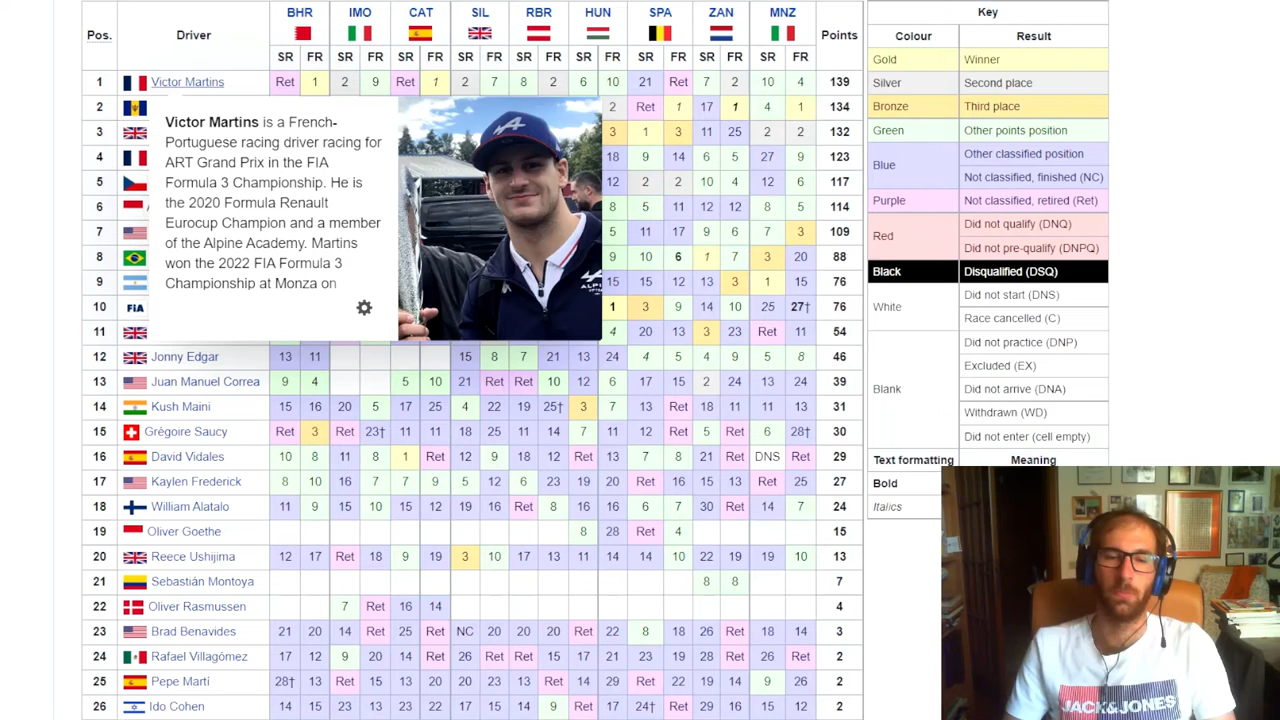 BHR IMO CAT SIL RBR HUN SPA ZAN MNZ
Pos. Driver Points
SR FR SR FR SR FR SR FR SR FR SR FR SR FR SR FR SR FR
1 Victor Martins Ret 1 2 9 Ret 1 2 7 8 2 6 10 21 Ret 7 2 10 4 139
2 2 Ret 1 17 1 4 1 134
3 3 1 3 11 25 2 2 132
4 18 9 14 6 5 27 9 123
5 12 2 2 10 4 12 6 117
6 8 5 11 12 12 8 6 114
7 5 11 17 9 6 7 3 109
8 9 10 6 1 7 3 20 88
9 15 15 12 13 3 15 76
10 FiA 1 3 9 14 10 25 27† 76
11 4 20 13 3 23 Ret 11 54
Victor Martins is a French-
Portuguese racing driver racing for
ART Grand Prix in the FIA
Formula 3 Championship. He is
the 2020 Formula Renault
Eurocup Champion and a member
of the Alpine Academy. Martins
won the 2022 FIA Formula 3
Championship at Monza on
12 Jonny Edgar 13 11 15 8 7 21 13 24 4 5 4 9 5 8 46
13 Juan Manuel Correa 9 4 5 10 21 Ret Ret 10 12 6 17 15 2 24 13 24 39
14 Kush Maini 15 16 20 5 17 25 4 22 19 25† 3 7 13 Ret 18 11 11 13 31
15 Grégoire Saucy Ret 3 Ret 23† 11 11 18 25 11 14 7 11 18 Ret 5 Ret 6 28† 30
16 David Vidales 10 8 11 8 1 Ret 12 9 18 12 Ret 13 7 8 21 Ret DNS Ret 29
17 Kaylen Frederick 8 10 16 7 7 9 5 12 6 23 19 20 Ret 16 17 Ret Ret 25 27
18 William Alatalo 11 9 15 10 15 12 19 16 Ret 8 16 16 6 7 30 Ret 14 7 24
19 Oliver Goethe 8 28 Ret 4 15
20 Reece Ushijima 12 17 Ret 18 9 19 3 10 17 13 11 14 14 10 22 19 19 10 13
21 Sebastián Montoya 8 8 7
22 Oliver Rasmussen 7 Ret 16 14 4
23 Brad Benavides 21 20 14 Ret 25 Ret NC 20 20 20 Ret 22 8 18 26 Ret 18 14 3
24 Rafael Villagómez 17 12 9 20 14 Ret 26 Ret Ret 15 17 21 23 19 28 Ret 26 Ret 2
25 Pepe Martí 28† 13 Ret 15 13 20 20 23 13 Ret 14 29 Ret 22 19 14 9 26 2
26 Ido Cohen 14 15 23 13 23 22 17 15 14 9 Ret 17 24† Ret 29 16 15 12 2
Key
Colour Result
Gold Winner
Silver Second place
Bronze Third place
Green Other points position
Blue Other classified position
Not classified, finished (NC)
Purple Not classified, retired (Ret)
Red Did not qualify (DNQ)
Did not pre-qualify (DNPQ)
Black Disqualified (DSQ)
White Did not start (DNS)
Race cancelled (C)
Blank Did not practice (DNP)
Excluded (EX)
Did not arrive (DNA)
Withdrawn (WD)
Did not enter (cell empty)
Text formatting Meaning
Bold
Italics
JACK&JONES